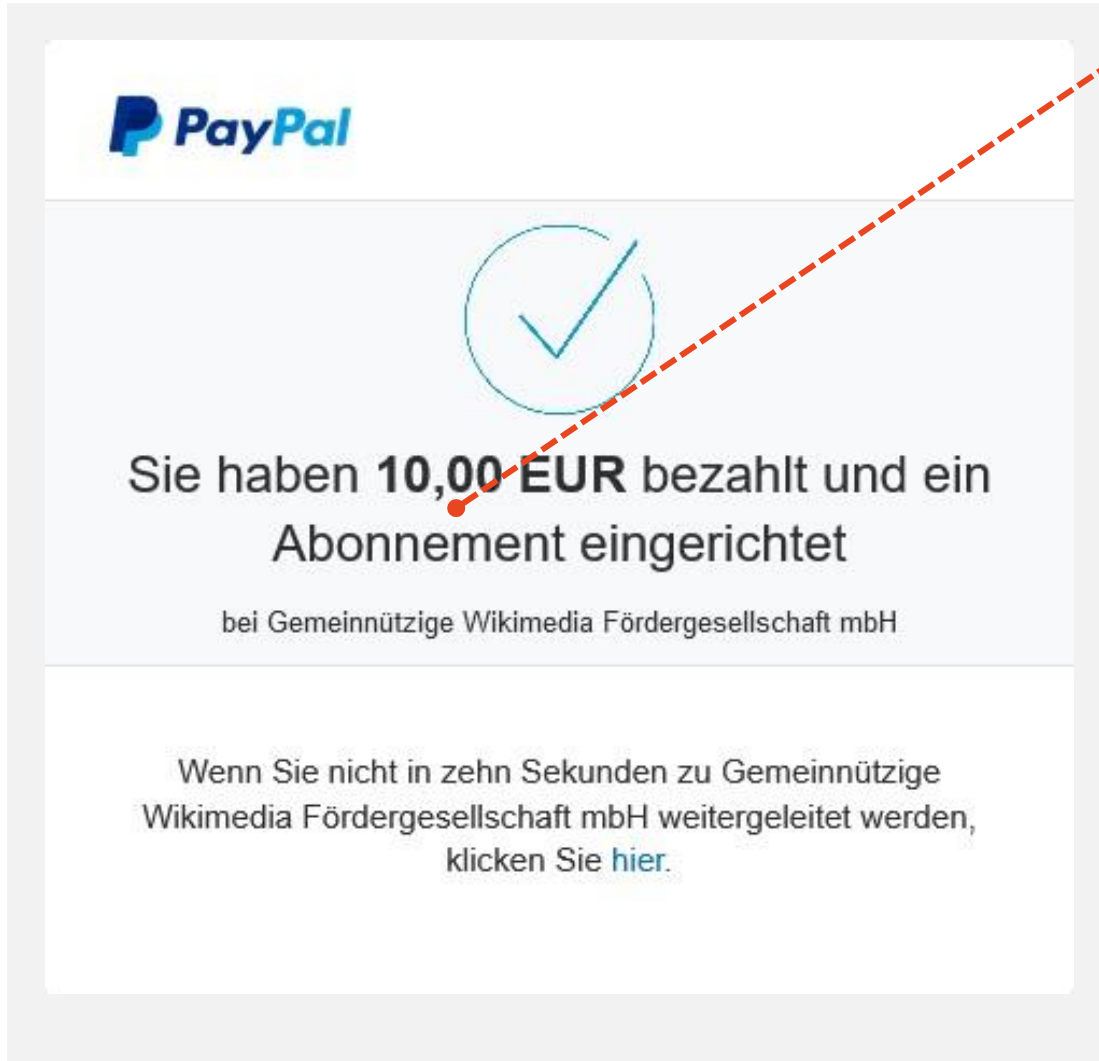 PayPal
Sie haben 10,00 EUR bezahlt und ein
Abonnement eingerichtet
bei Gemeinnützige Wikimedia Fördergesellschaft mbH
Wenn Sie nicht in zehn Sekunden zu Gemeinnützige
Wikimedia Fördergesellschaft mbH weitergeleitet werden,
klicken Sie hier.